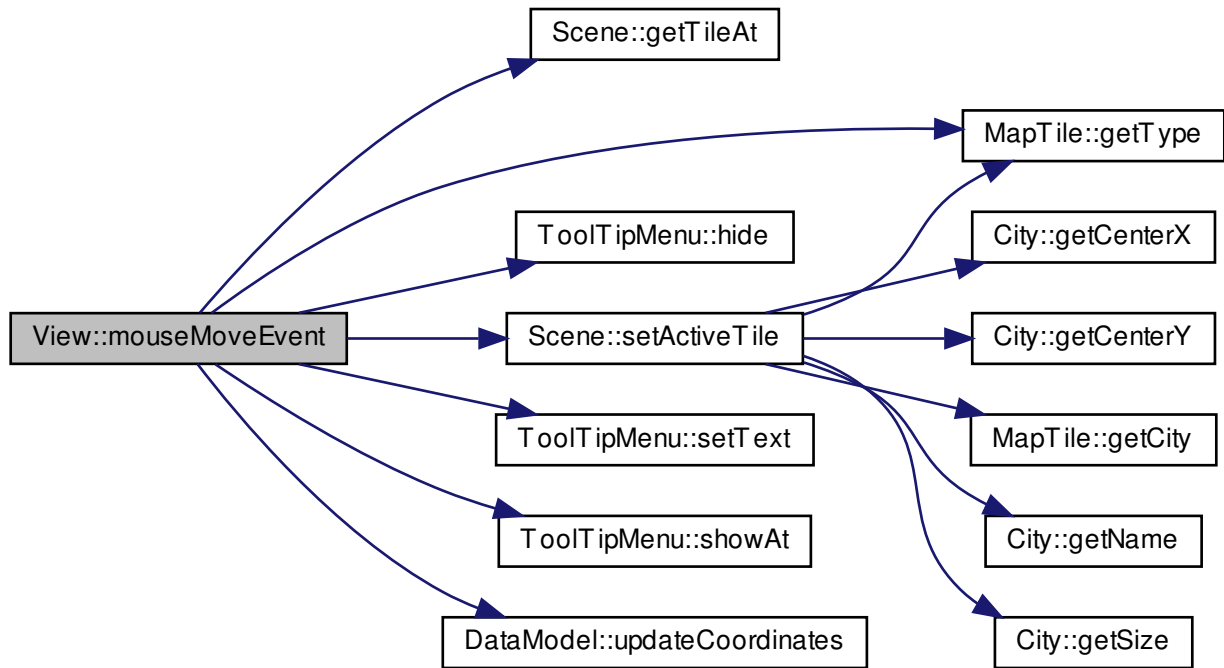 Scene::getTileAt
MapTile::getType
ToolTipMenu::hide
City::getCenterX
View::mouseMoveEvent
Scene::setActiveTile
City::getCenterY
ToolTipMenu::setText
MapTile::getCity
ToolTipMenu::showAt
City::getName
DataModel::updateCoordinates
City::getSize